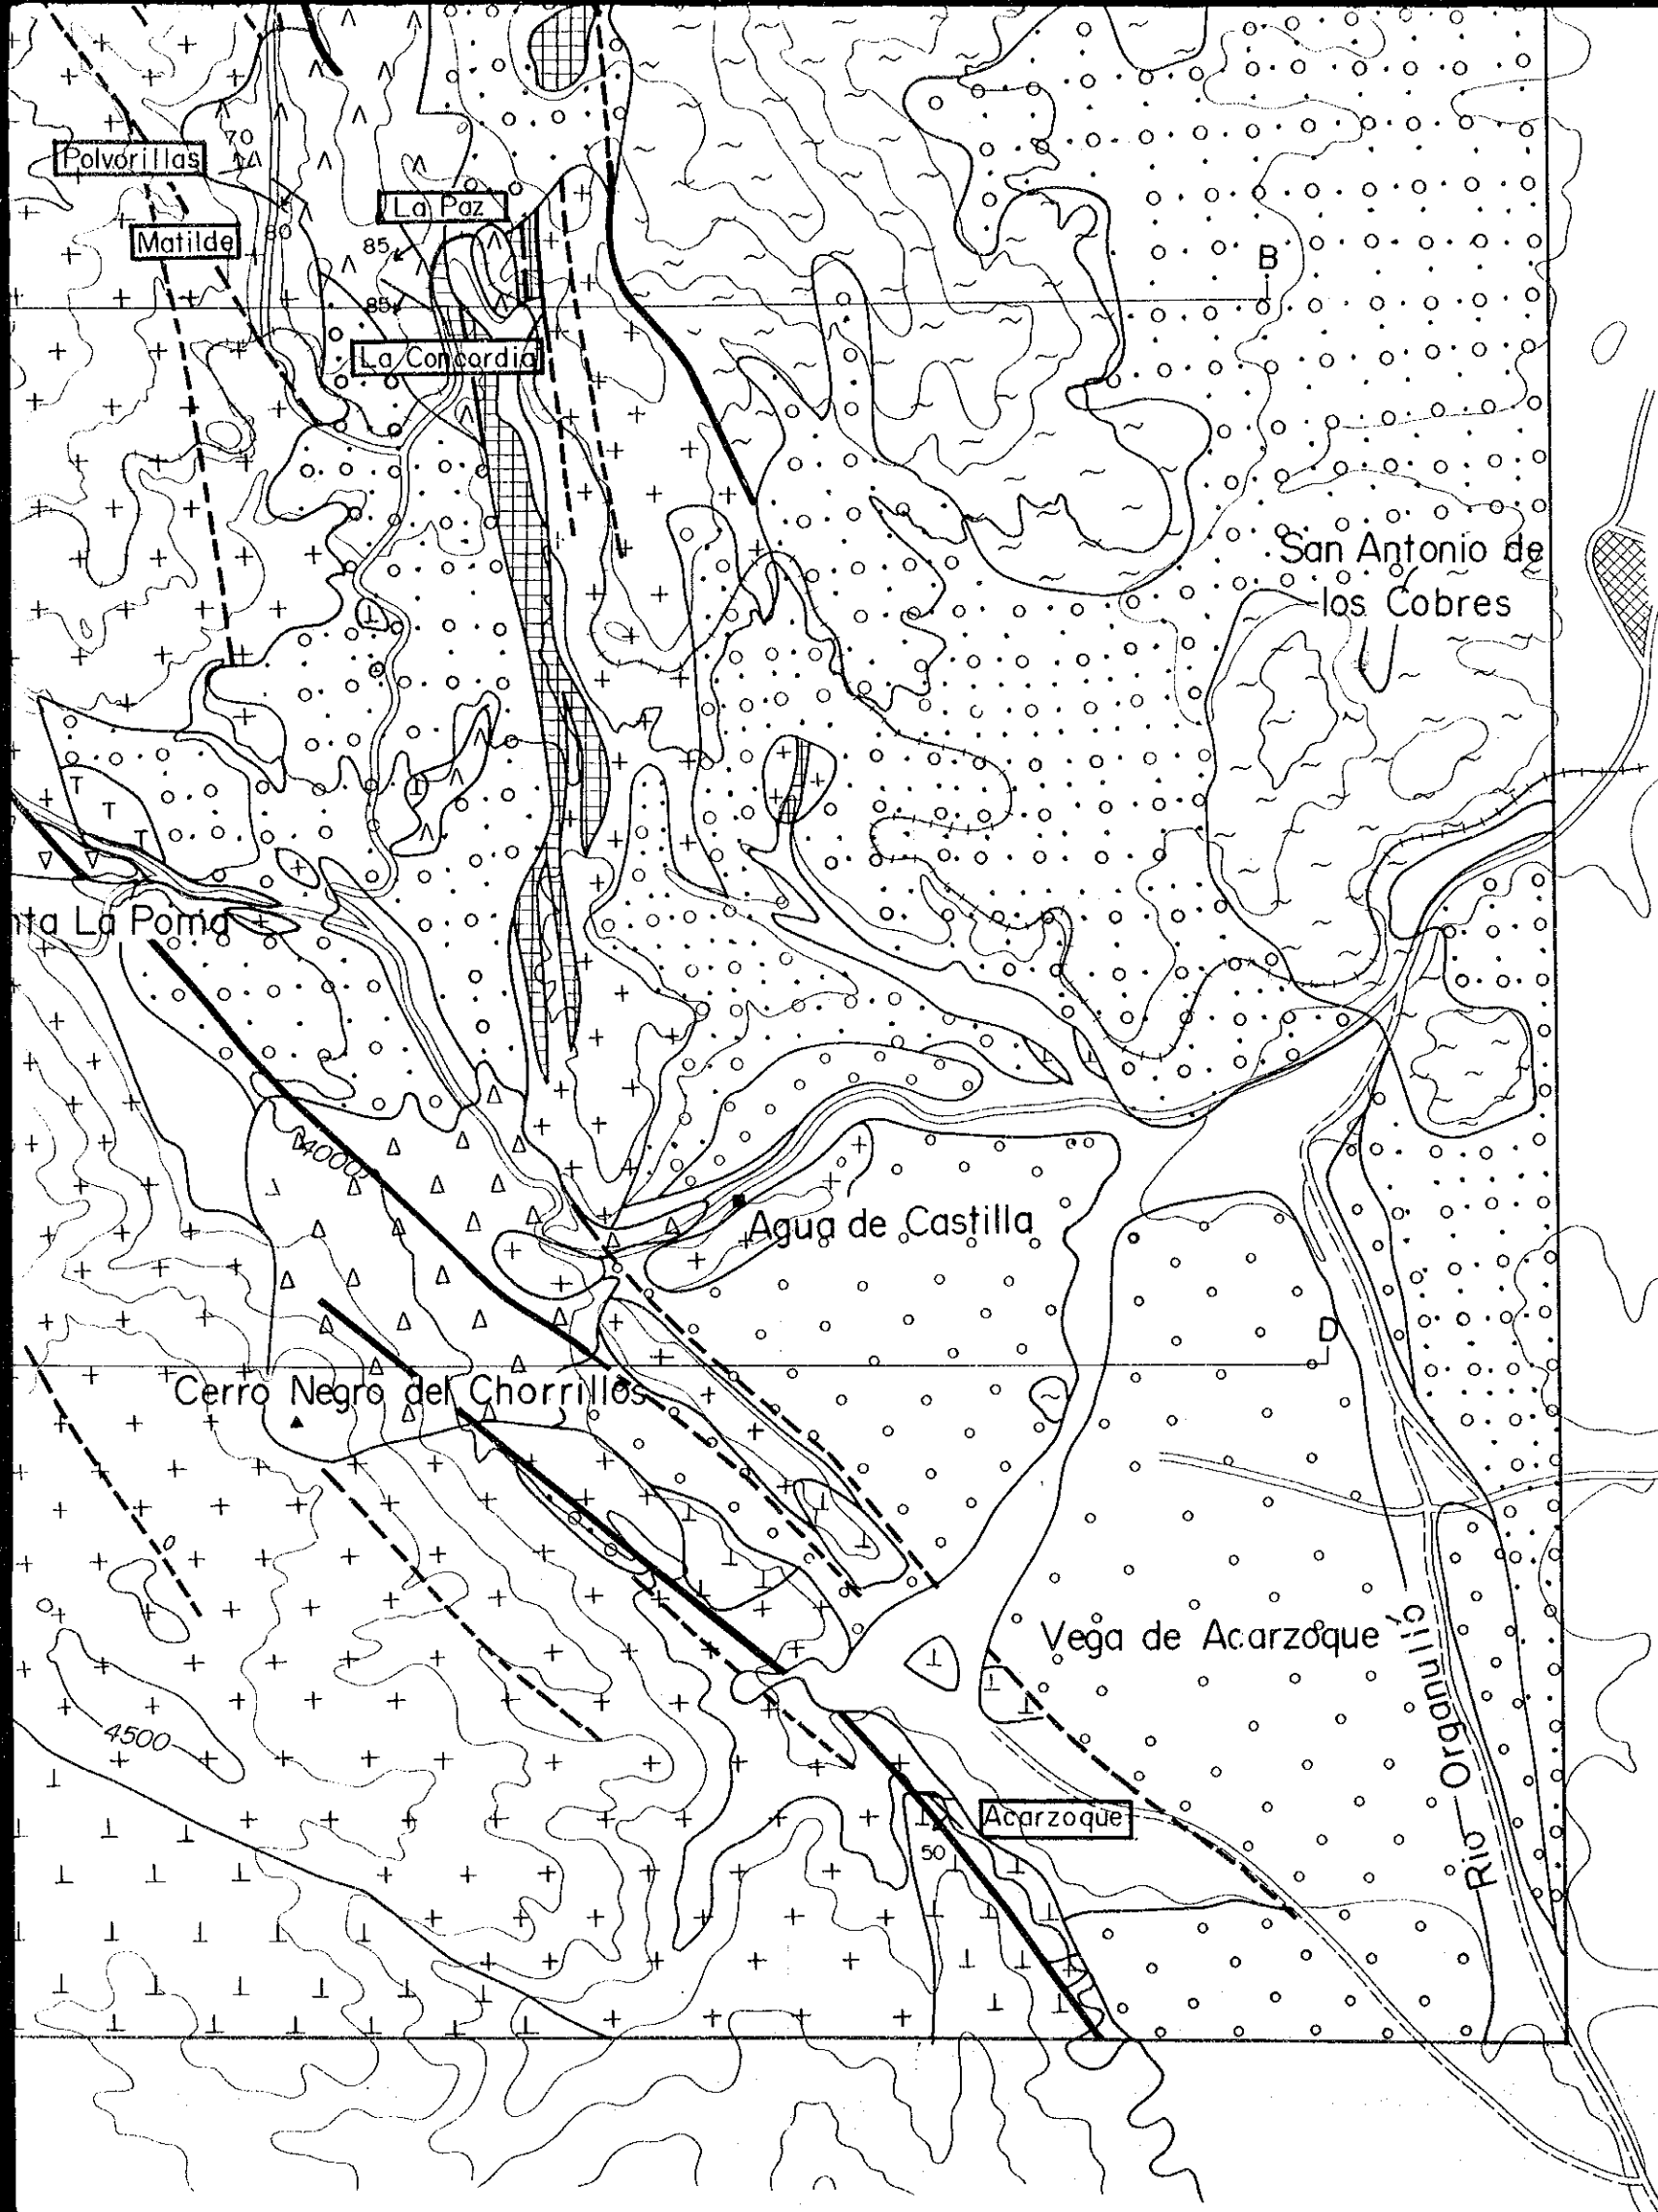 Polvorillas
70
La Paz
Matilde
80
85
B
85
La Concordia
San Antonio de
los Cobres
nta La Poma
4000
Agua de Castilla
D
Cerro Negro del Chorrillos
Vega de Acarzoque
Rio Organullci
4500
Acarzoque
50